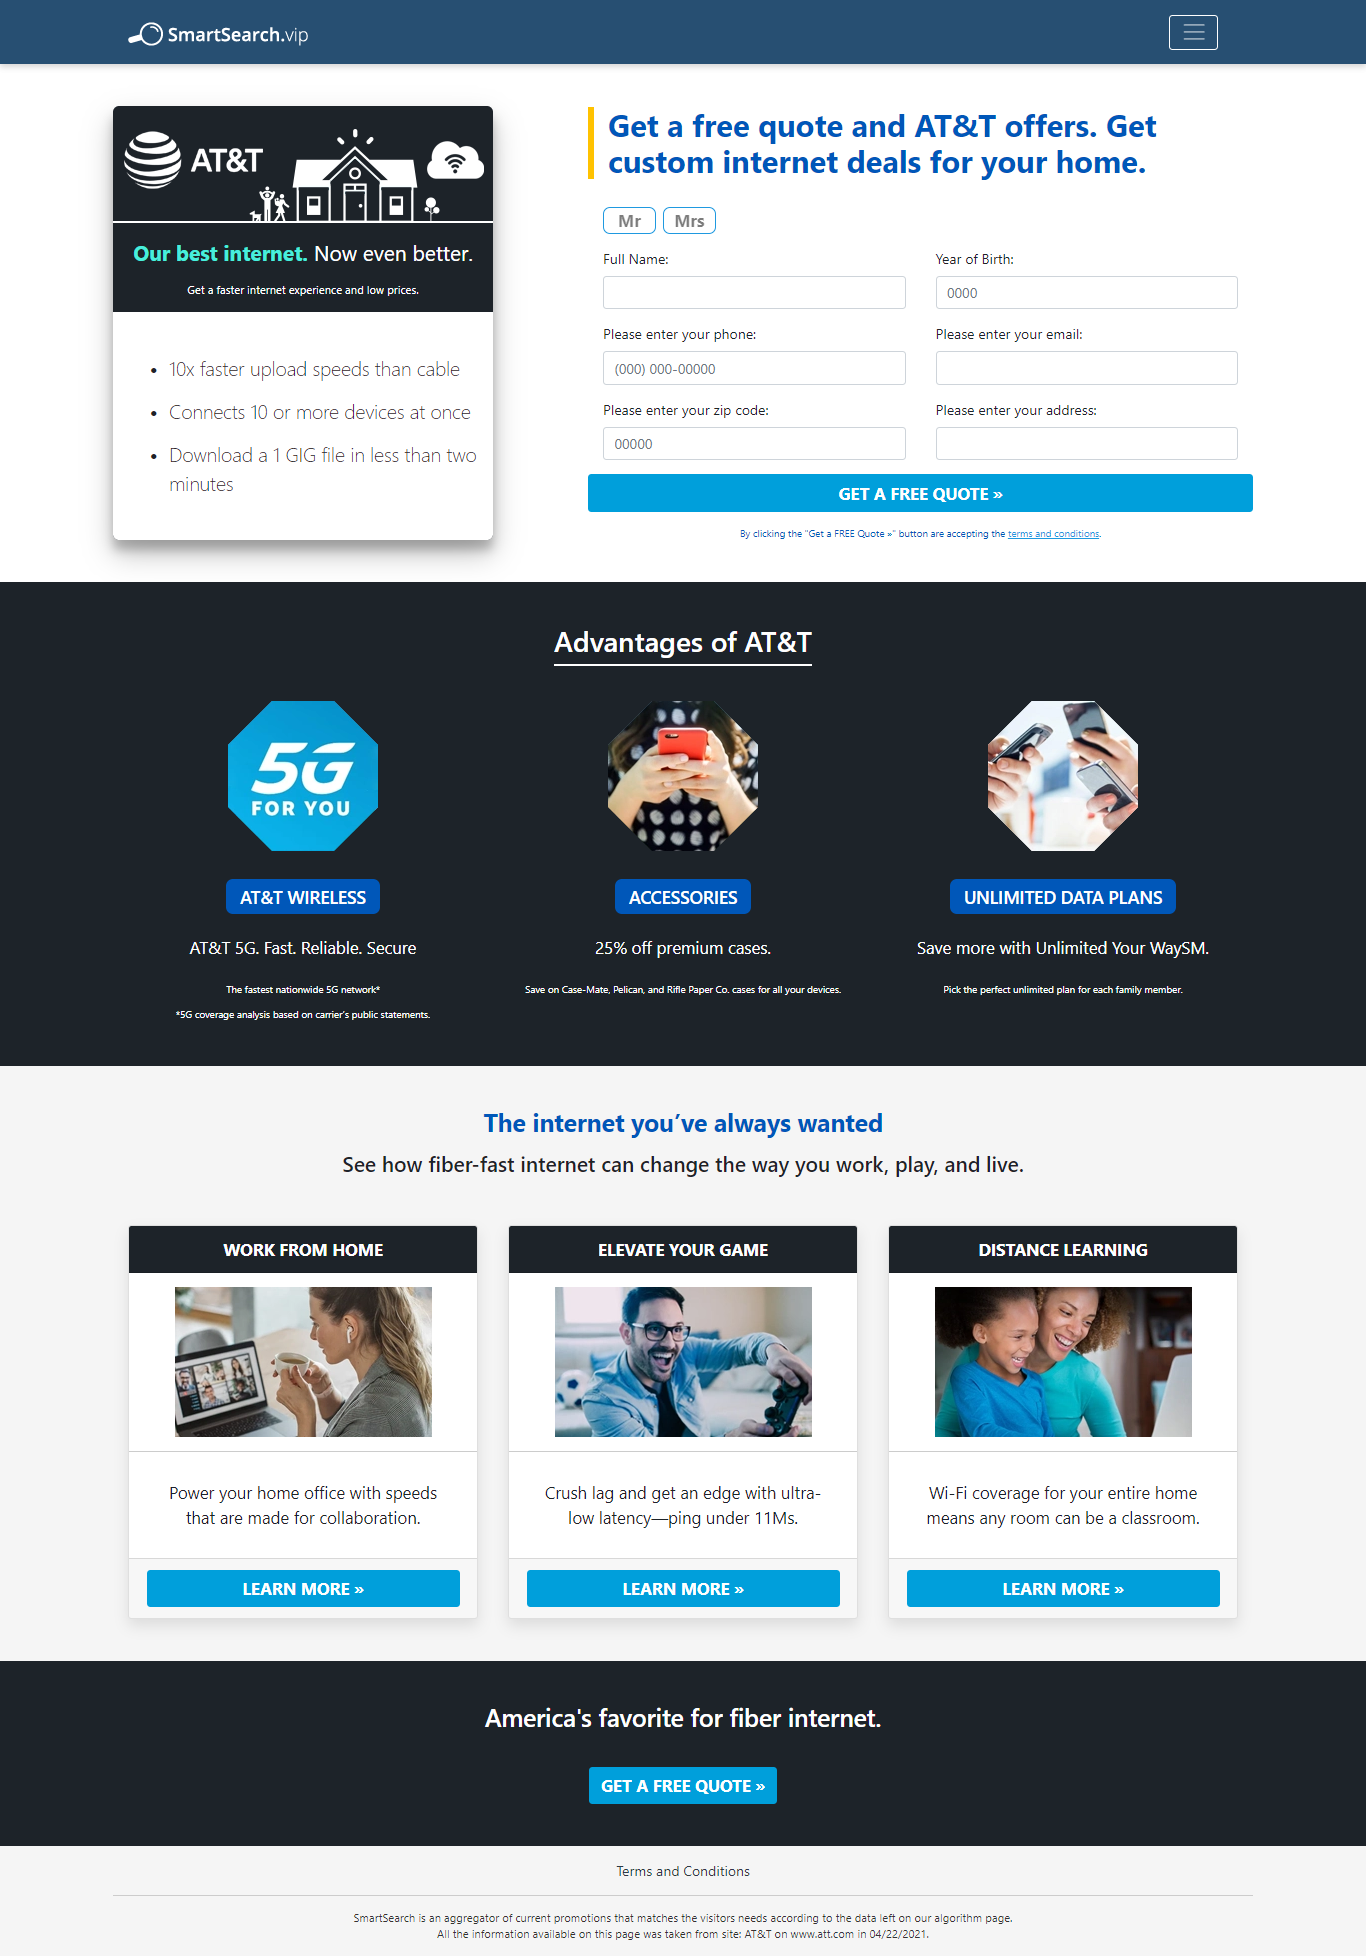 SmartSearch.vip
AT&T
Our best internet. Now even better.
Get a faster internet experience and low prices.
• 10x faster upload speeds than cable
• Connects 10 or more devices at once
• Download a 1 GIG file in less than two
minutes
Get a free quote and AT&T offers. Get
custom internet deals for your home.
Mr Mrs
Full Name: Year of Birth:
0000
Please enter your phone: Please enter your email:
(000) 000-00000
Please enter your zip code: Please enter your address:
00000
GET A FREE QUOTE »
By clicking the "Get a FREE Quote »" button are accepting the terms and conditions.
Advantages of AT&T
5G
FOR YOU
AT&T WIRELESS
AT&T 5G. Fast. Reliable. Secure
The fastest nationwide 5G network*
*5G coverage analysis based on carrier's public statements.
ACCESSORIES
25% off premium cases.
Save on Case-Mate, Pelican, and Rifle Paper Co. cases for all your devices.
UNLIMITED DATA PLANS
Save more with Unlimited Your WaySM.
Pick the perfect unlimited plan for each family member.
The internet you’ve always wanted
See how fiber-fast internet can change the way you work, play, and live.
WORK FROM HOME
Power your home office with speeds
that are made for collaboration.
LEARN MORE »
ELEVATE YOUR GAME
Crush lag and get an edge with ultra-
low latency—ping under 11Ms.
LEARN MORE »
DISTANCE LEARNING
Wi-Fi coverage for your entire home
means any room can be a classroom.
LEARN MORE »
America's favorite for fiber internet.
GET A FREE QUOTE »
Terms and Conditions
SmartSearch is an aggregator of current promotions that matches the visitors needs according to the data left on our algorithm page.
All the information available on this page was taken from site: AT&T on www.att.com in 04/22/2021.